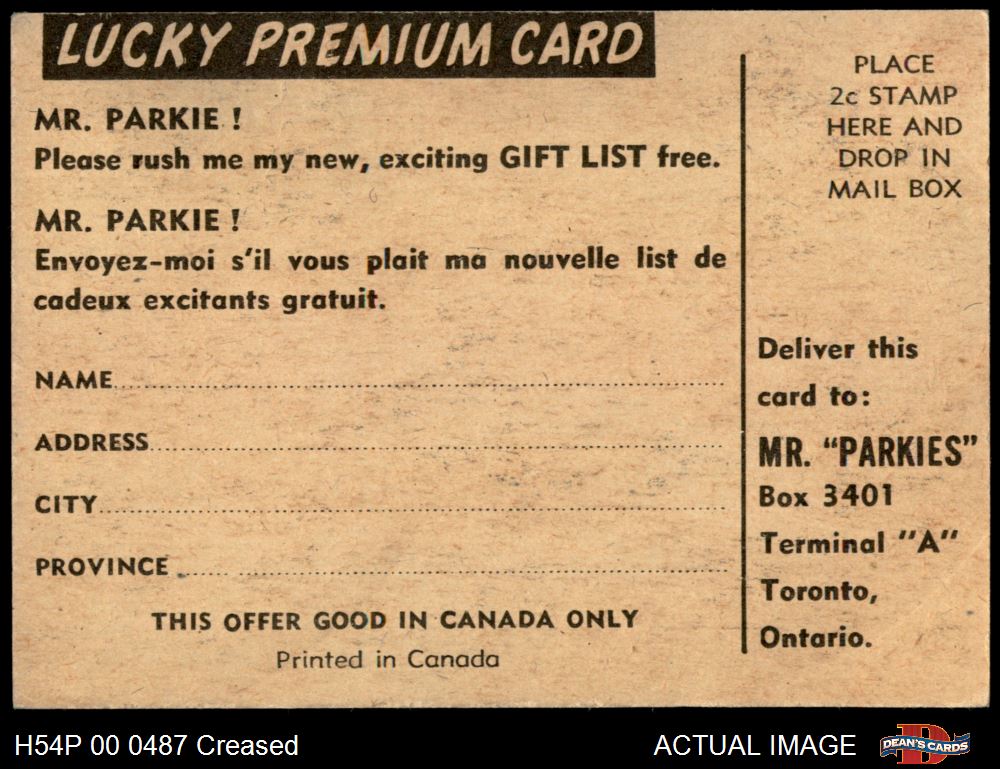 LUCKY PREMIUM CARD
MR. PARKIE !
Please rush me my new, exciting GIFT LIST free.
MR. PARKIE !
Envoyez-moi s'il vous plait ma nouvelle list de
cadeux excitants gratuit.
NAME
ADDRESS
CITY
PROVINCE
THIS OFFER GOOD IN CANADA ONLY
Printed in Canada
PLACE
2c STAMP
HERE AND
DROP IN
MAIL BOX
Deliver this
card to:
MR. "PARKIES"
Box 3401
Terminal "A"
Toronto,
Ontario.
H54P 00 0487 Creased
ACTUAL IMAGE
DEAN'S CARDS